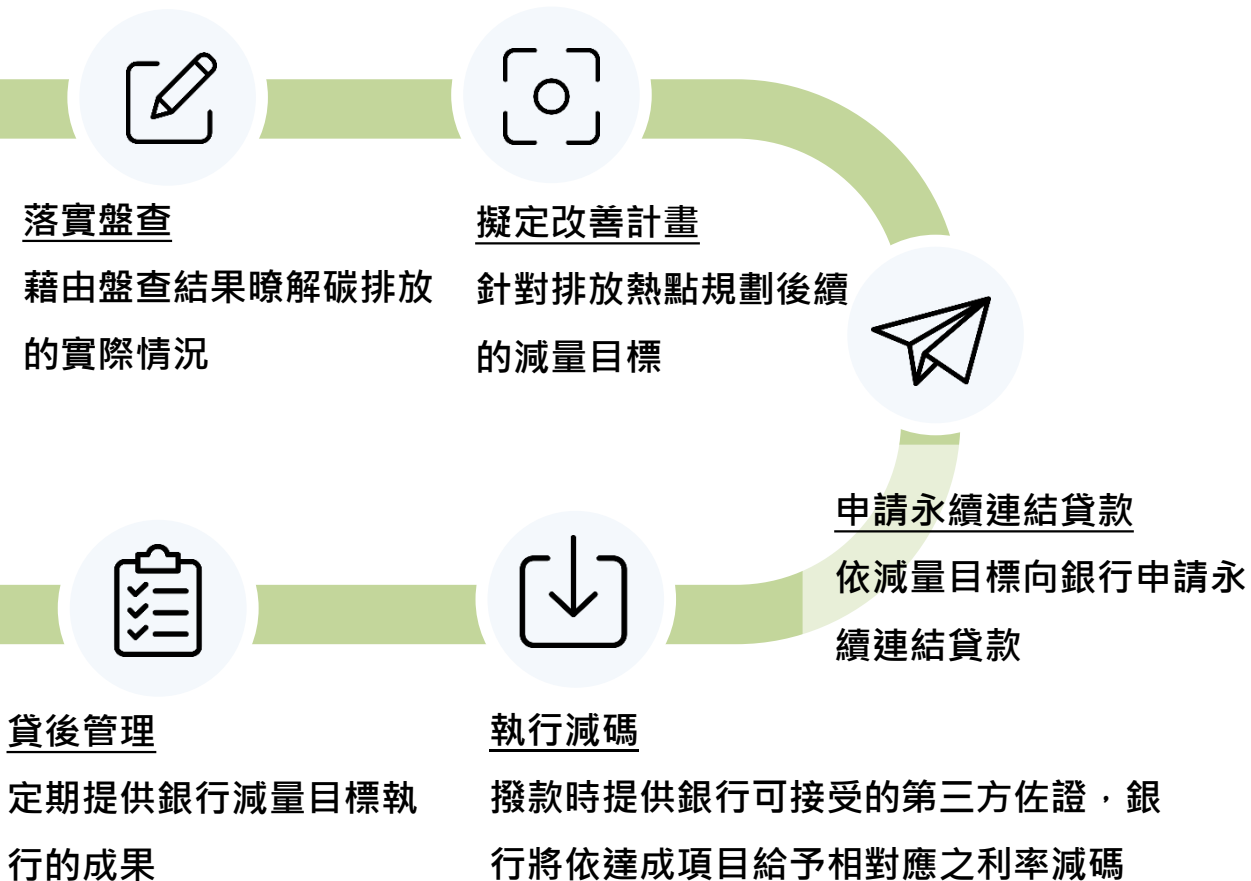 落實盤查
藉由盤查結果瞭解碳排放
的實際情況
擬定改善計畫
針對排放熱點規劃後續
的減量目標
申請永續連結貸款
依減量目標向銀行申請永
續連結貸款
執行減碼
撥款時提供銀行可接受的第三方佐證，銀
行將依達成項目給予相對應之利率減碼
貸後管理
定期提供銀行減量目標執
行的成果